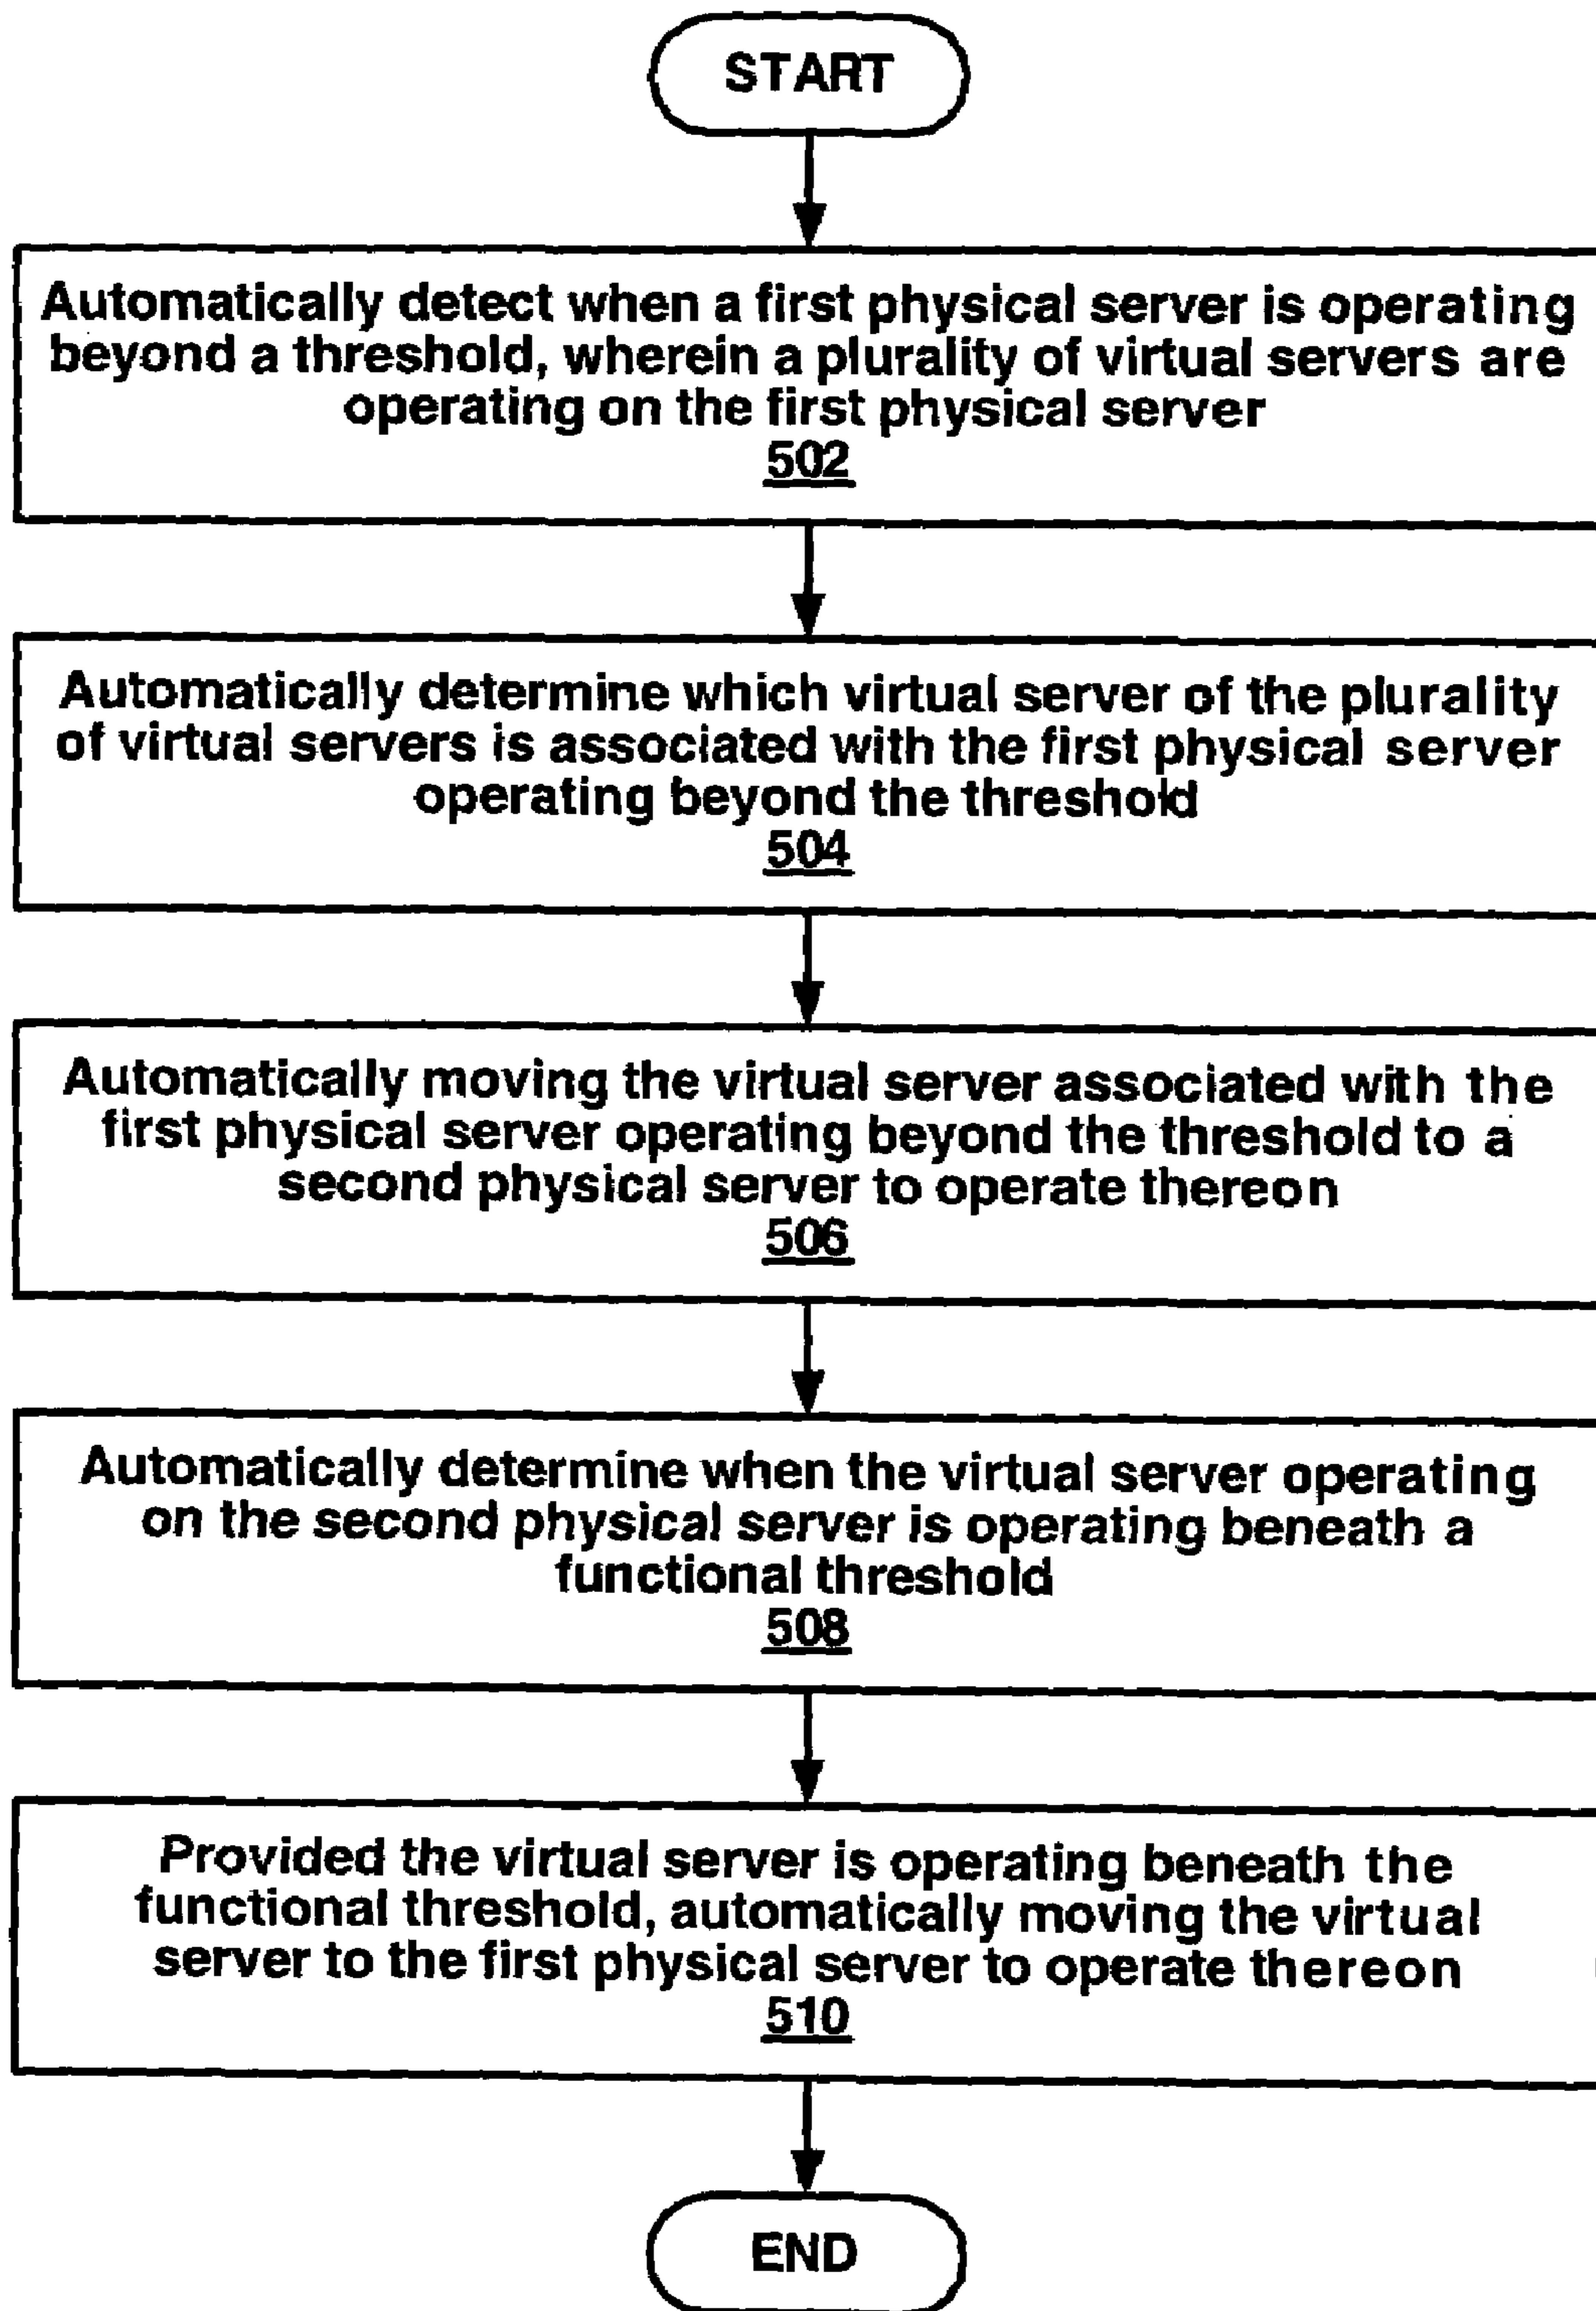 START
Automatically detect when a first physical server is operating
beyond a threshold, wherein a plurality of virtual servers are
operating on the first physical server
502
Automatically determine which virtual server of the plurality
of virtual servers is associated with the first physical server
operating beyond the threshold
504
Automatically moving the virtual server associated with the
first physical server operating beyond the threshold to a
second physical server to operate thereon
506
Automatically determine when the virtual server operating
on the second physical server is operating beneath a
functional threshold
508
Provided the virtual server is operating beneath the
functional threshold, automatically moving the virtual
server to the first physical server to operate thereon
510
END